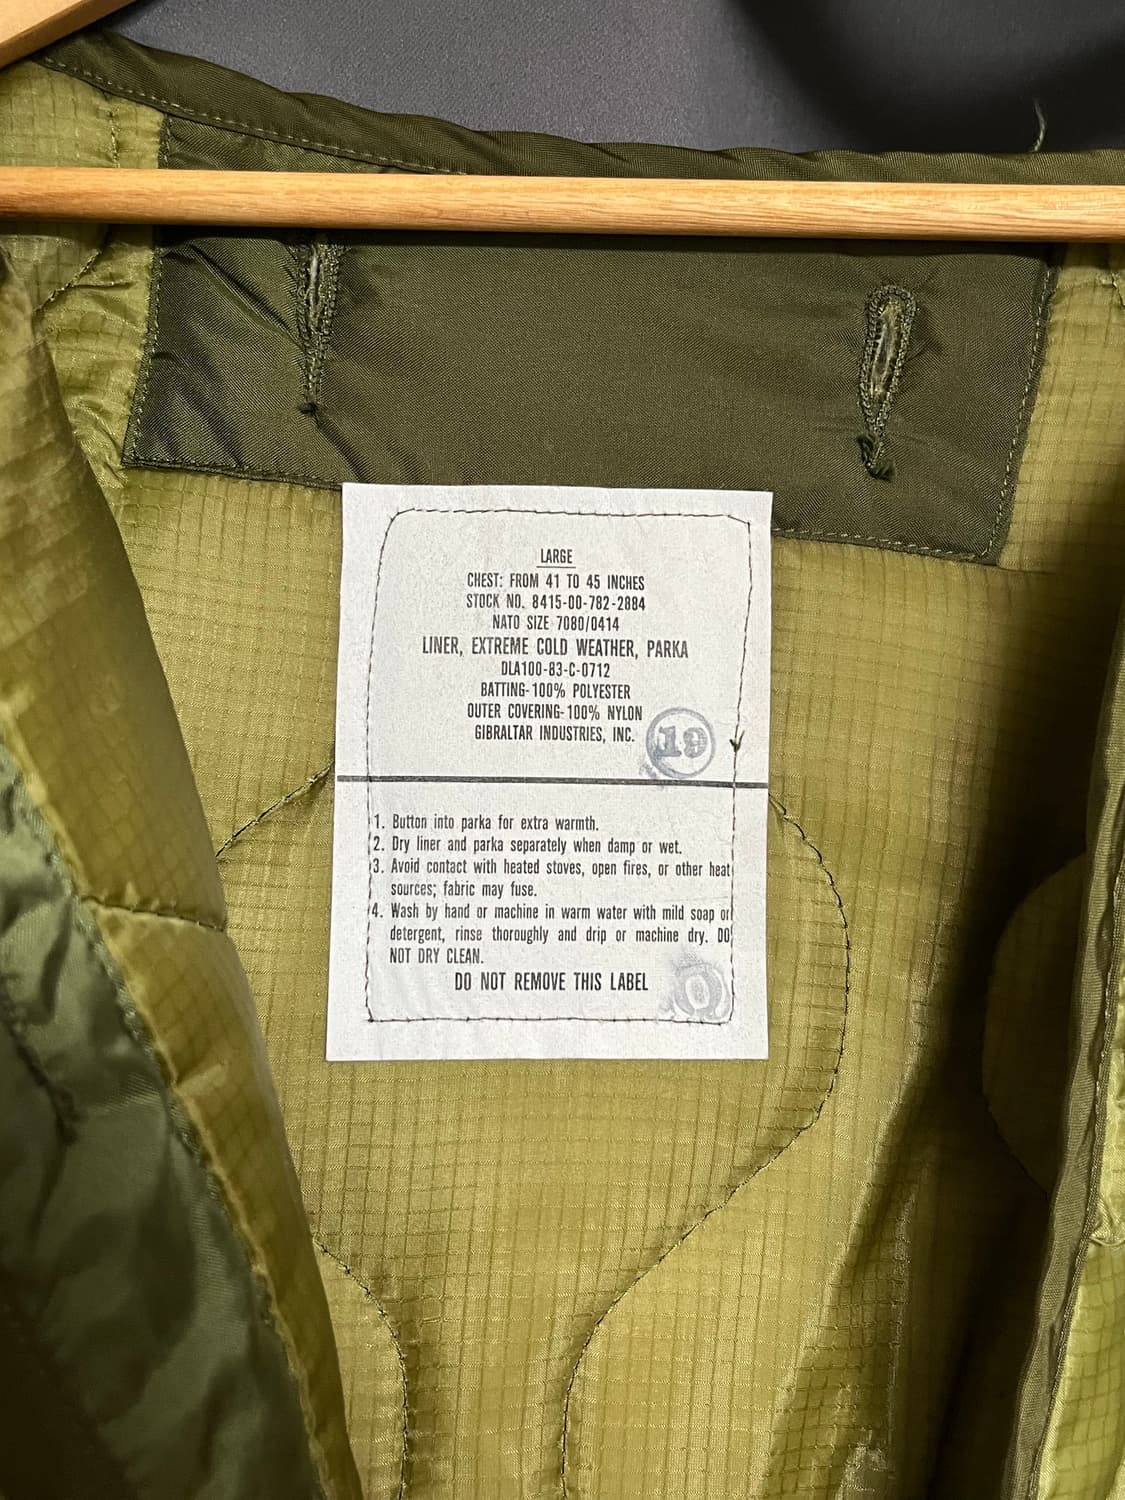 LARGE
CHEST: FROM 41 TO 45 INCHES
STOCK NO. 8415-00-782-2884
NATO SIZE 7080/0414
LINER, EXTREME COLD WEATHER, PARKA
DLA100-83-C-0712
BATTING-100% POLYESTER
OUTER COVERING-100% NYLON
GIBRALTAR INDUSTRIES, INC.
19
1. Button into parka for extra warmth.
2. Dry liner and parka separately when damp or wet.
3. Avoid contact with heated stoves, open fires, or other heat
sources; fabric may fuse.
4. Wash by hand or machine in warm water with mild soap or
detergent, rinse thoroughly and drip or machine dry. DO
NOT DRY CLEAN.
DO NOT REMOVE THIS LABEL